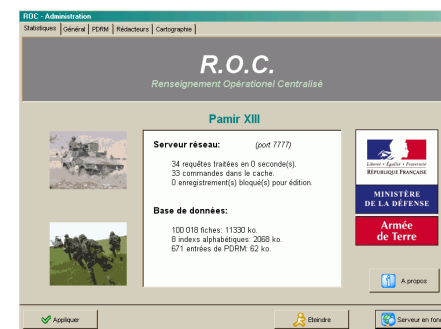 ROC - Administration
Statistiques Général PDRM Rédacteurs Cartographie
R.O.C.
Renseignement Opérationel Centralisé
Pamir XIII
Serveur réseau: (port 7777)
34 requêtes traitées en 0 seconde(s).
33 commandes dans le cache.
0 enregistrement(s) bloqué(s) pour édition.
Base de données:
100 018 fiches: 11330 ko.
8 indexs alphabétiques: 2068 ko.
671 entrées de PDRM: 62 ko.
Liberté • Égalité • Fraternité
RÉPUBLIQUE FRANÇAISE
MINISTÈRE
DE LA DÉFENSE
Armée
de Terre
A propos
Appliquer Eteindre Serveur en fon